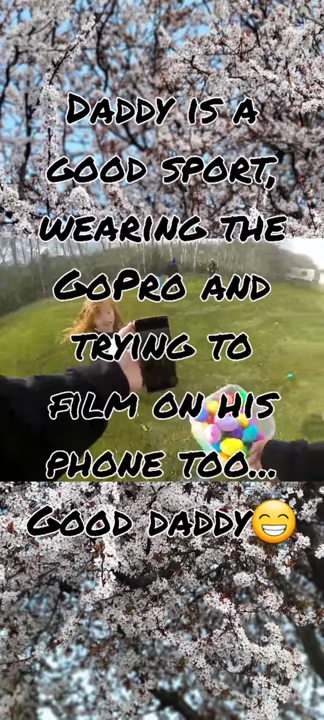 Daddy is a
good sport,
wearing the
GoPro and
trying to
film on his
phone too...
Good daddy😁